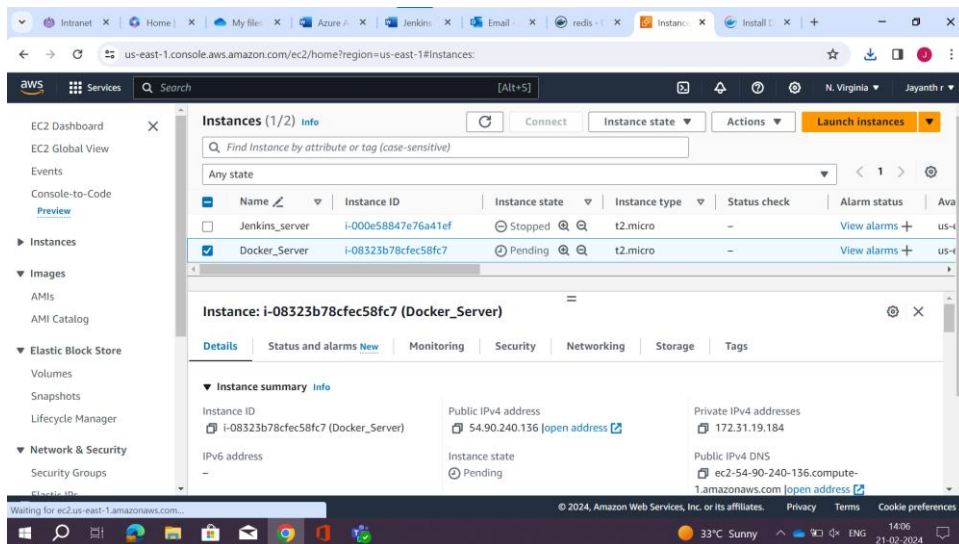 Intranet
Home |
My files
Azure A
Jenkins
Email -
redis -
Instanc
Install D
us-east-1.console.aws.amazon.com/ec2/home?region=us-east-1#Instances:
J
aws
Services
Search
[Alt+S]
N. Virginia
Jayanth r
EC2 Dashboard
EC2 Global View
Events
Console-to-Code
Preview
Instances
Images
AMIs
AMI Catalog
Elastic Block Store
Volumes
Snapshots
Lifecycle Manager
Network & Security
Security Groups
Elastic IPs
Instances (1/2) Info
Connect
Instance state
Actions
Launch instances
Find Instance by attribute or tag (case-sensitive)
Any state
1
Name Instance ID Instance state Instance type Status check Alarm status Ava
Jenkins_server i-000e58847e76a41ef Stopped t2.micro – View alarms + us-e
Docker_Server i-08323b78cfec58fc7 Pending t2.micro – View alarms + us-e
Instance: i-08323b78cfec58fc7 (Docker_Server)
Details Status and alarms New Monitoring Security Networking Storage Tags
Instance summary Info
Instance ID
i-08323b78cfec58fc7 (Docker_Server)
Public IPv4 address
54.90.240.136 |open address
Private IPv4 addresses
172.31.19.184
IPv6 address
–
Instance state
Pending
Public IPv4 DNS
ec2-54-90-240-136.compute-
1.amazonaws.com |open address
Waiting for ec2.us-east-1.amazonaws.com...
© 2024, Amazon Web Services, Inc. or its affiliates. Privacy Terms Cookie preferences
33°C Sunny
ENG
14:06
21-02-2024